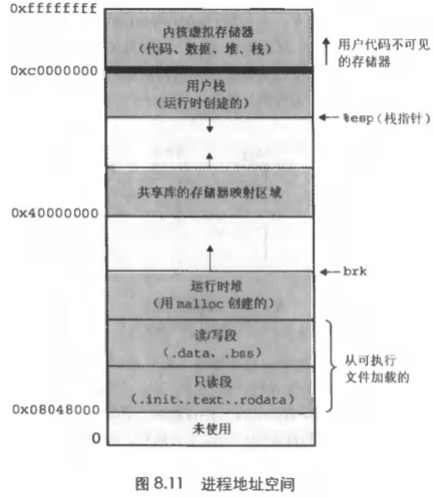 0xffffffff
内核虚拟存储器
(代码、数据、堆、栈)
用户代码不可见
的存储器
0xc0000000
用户栈
(运行时创建的)
%esp(栈指针)
共享库的存储器映射区域
0x40000000
brk
运行时堆
(用 malloc 创建的)
读/写段
(.data、.bss)
从可执行
文件加载的
只读段
(.init、.text、.rodata)
0x08048000
未使用
0
图 8.11 进程地址空间